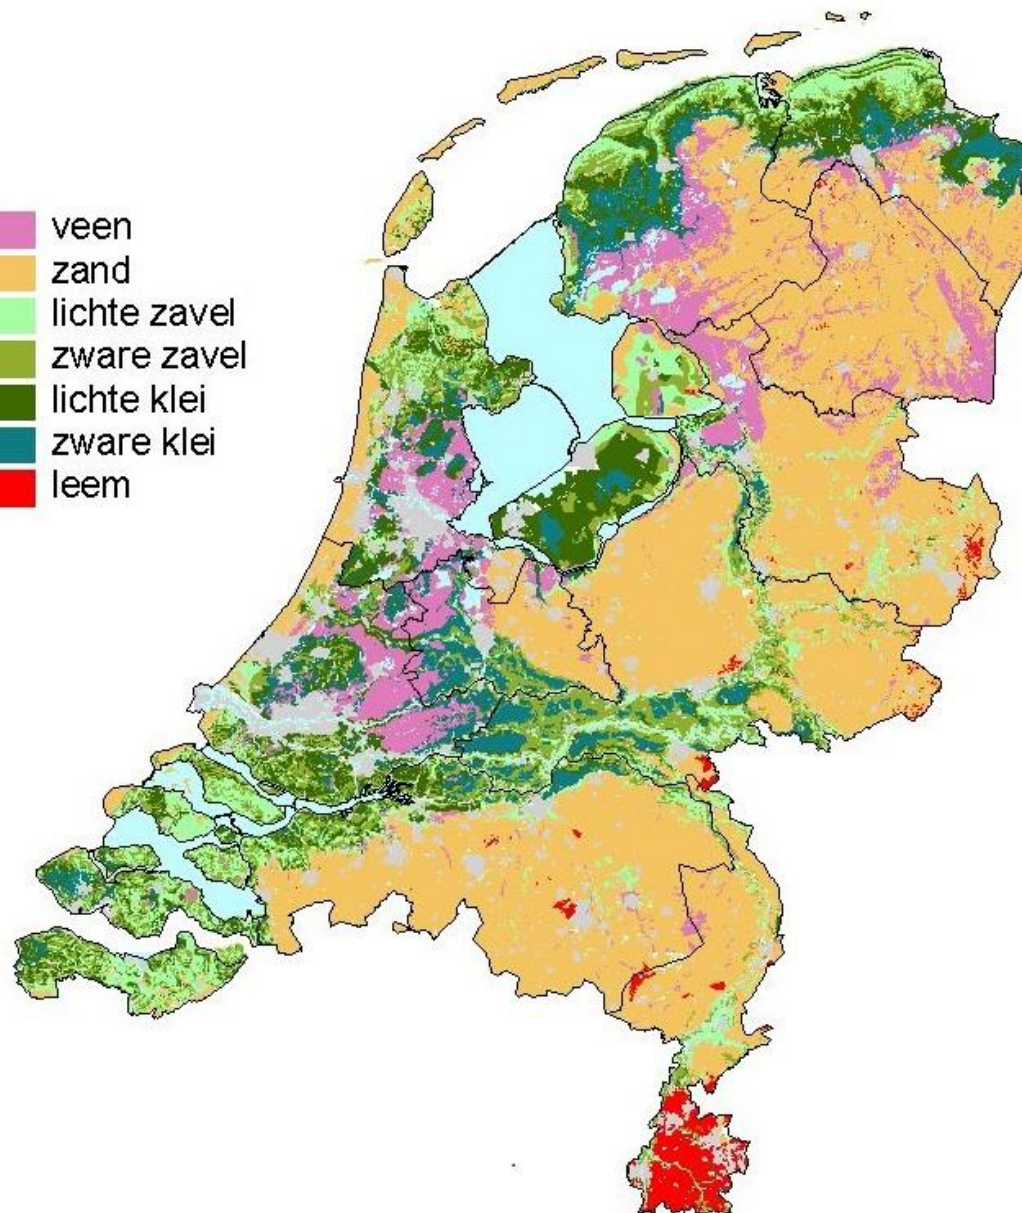 veen
zand
lichte zavel
zware zavel
lichte klei
zware klei
leem